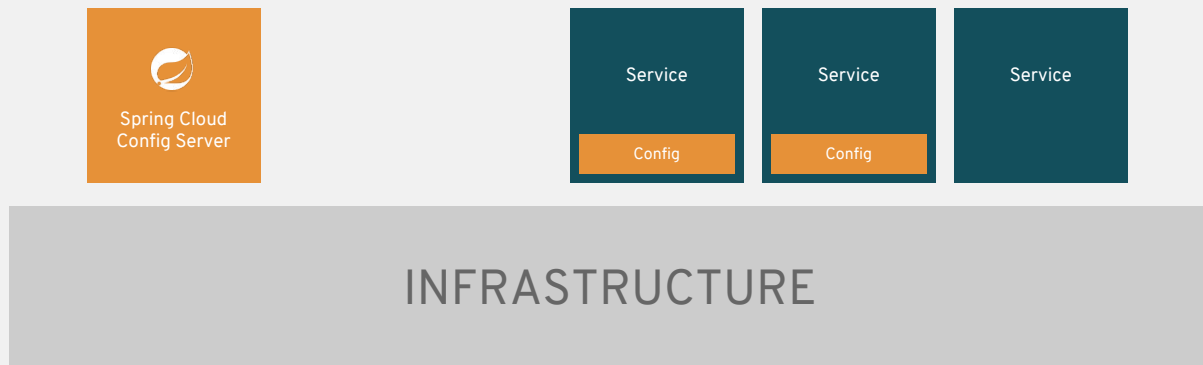 Spring Cloud
Config Server
Service
Config
Service
Config
Service
INFRASTRUCTURE